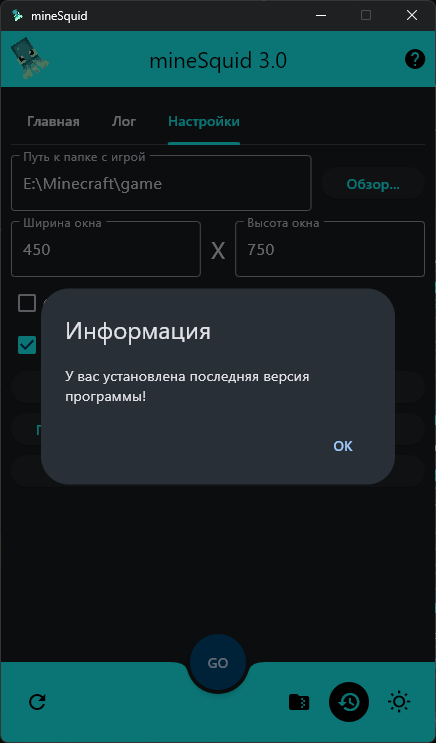 mineSquid
mineSquid 3.0
Главная Лог Настройки
Путь к папке с игрой
E:\Minecraft\game
Обзор...
Ширина окна
Высота окна
450 X 750
Информация
У вас установлена последняя версия
программы!
ОК
GO